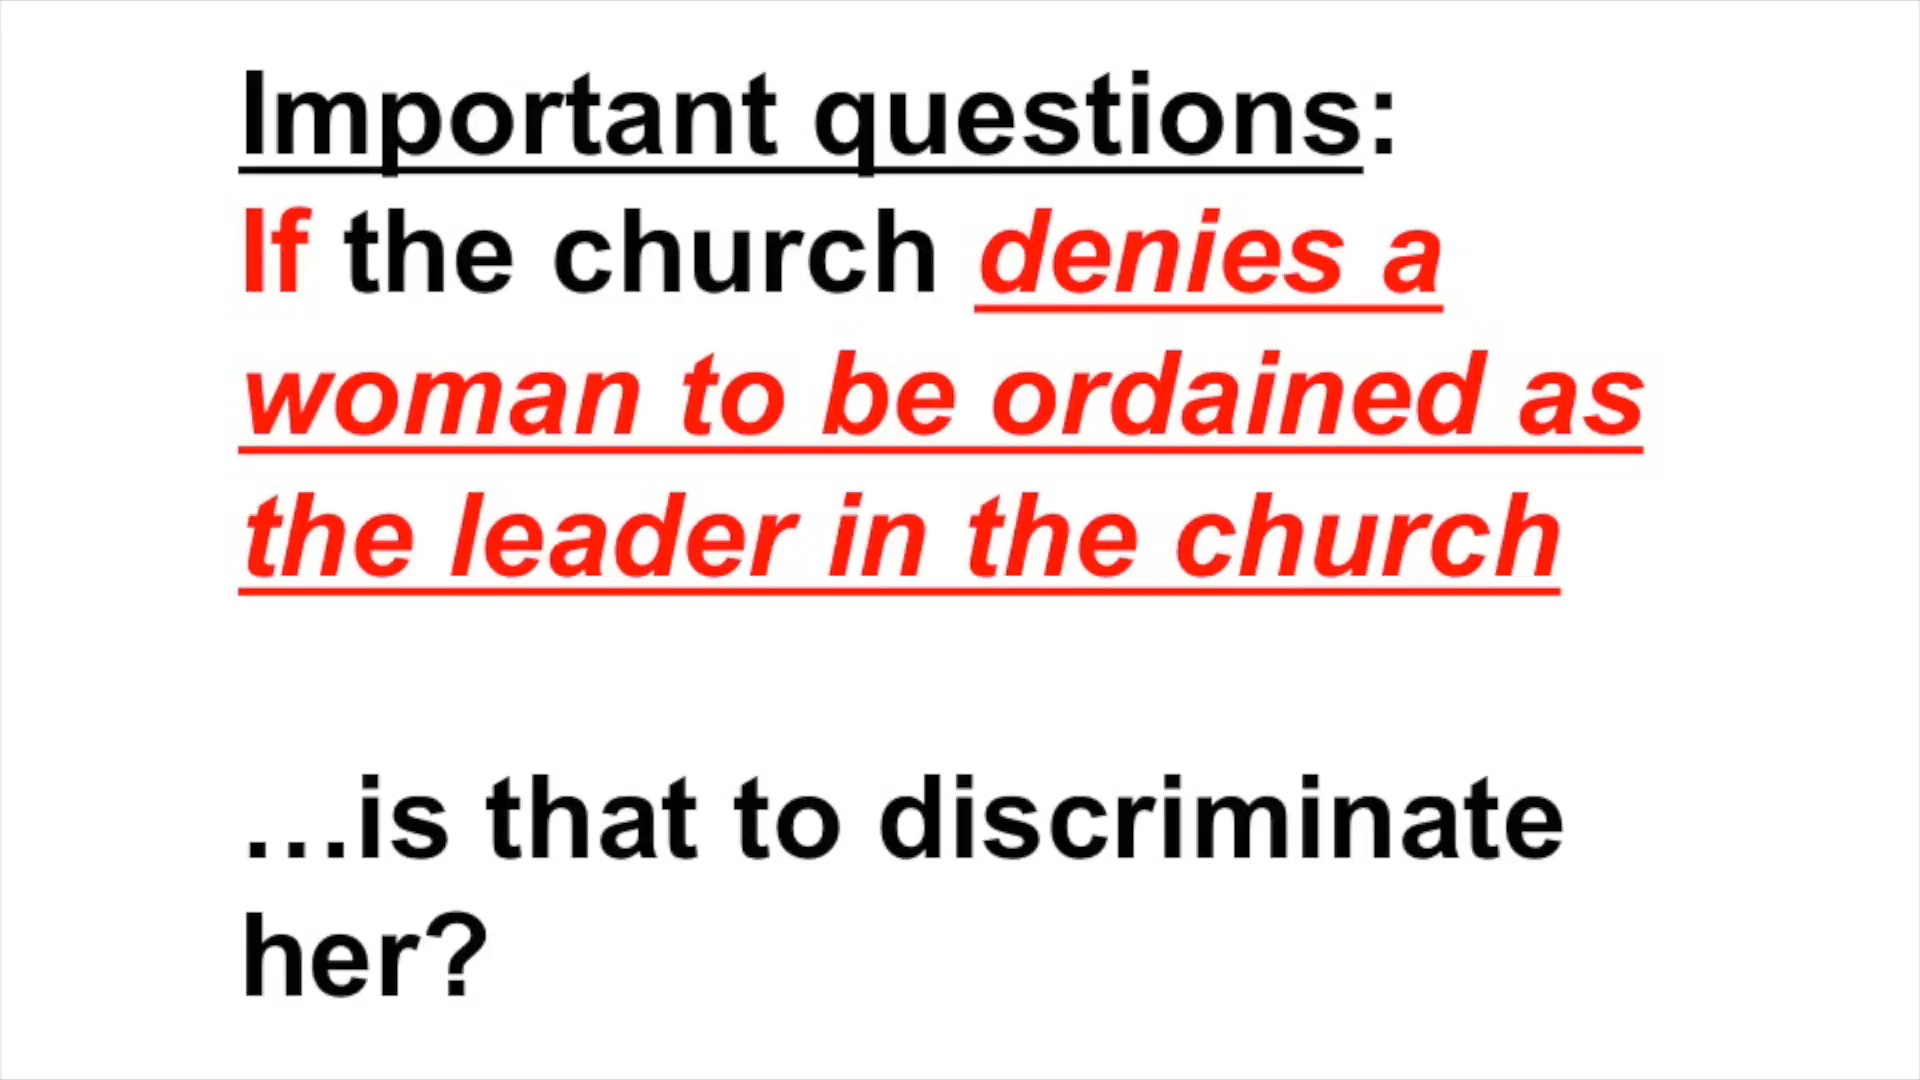 Important questions:
If the church denies a
woman to be ordained as
the leader in the church
…is that to discriminate
her?